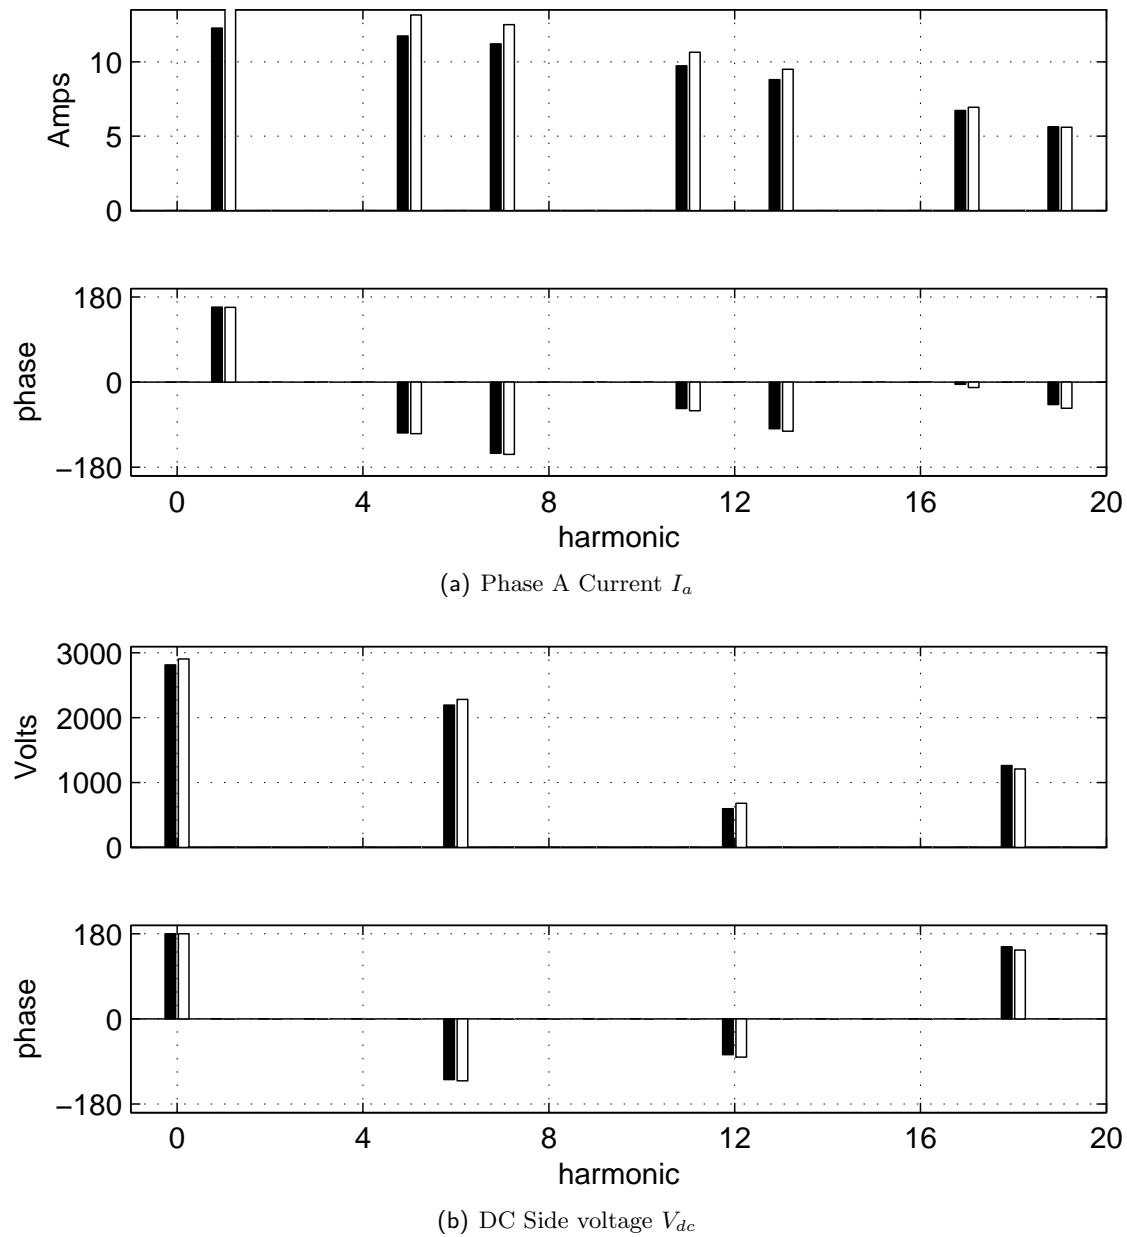 10
5
0
Amps
180
0
−180
phase
0 4 8 12 16 20
harmonic
(a) Phase A Current I_a
3000
2000
1000
0
Volts
180
0
−180
phase
0 4 8 12 16 20
harmonic
(b) DC Side voltage V_dc